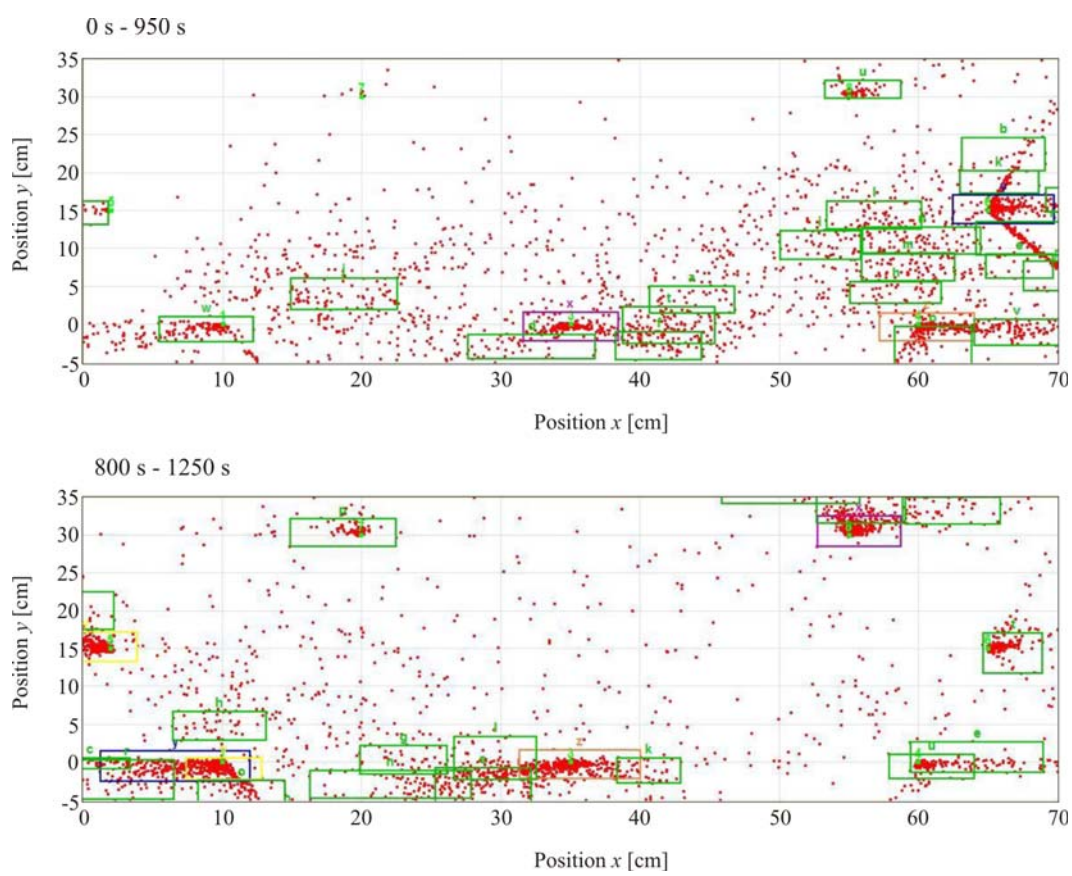 0 s - 950 s
35
30
25
20
15
10
5
0
-5
Position y [cm]
u
b
k
a
t
x
w
v
0 10 20 30 40 50 60 70
Position x [cm]
800 s - 1250 s
35
30
25
20
15
10
5
0
-5
Position y [cm]
h
c
g
z
k
u
e
0 10 20 30 40 50 60 70
Position x [cm]